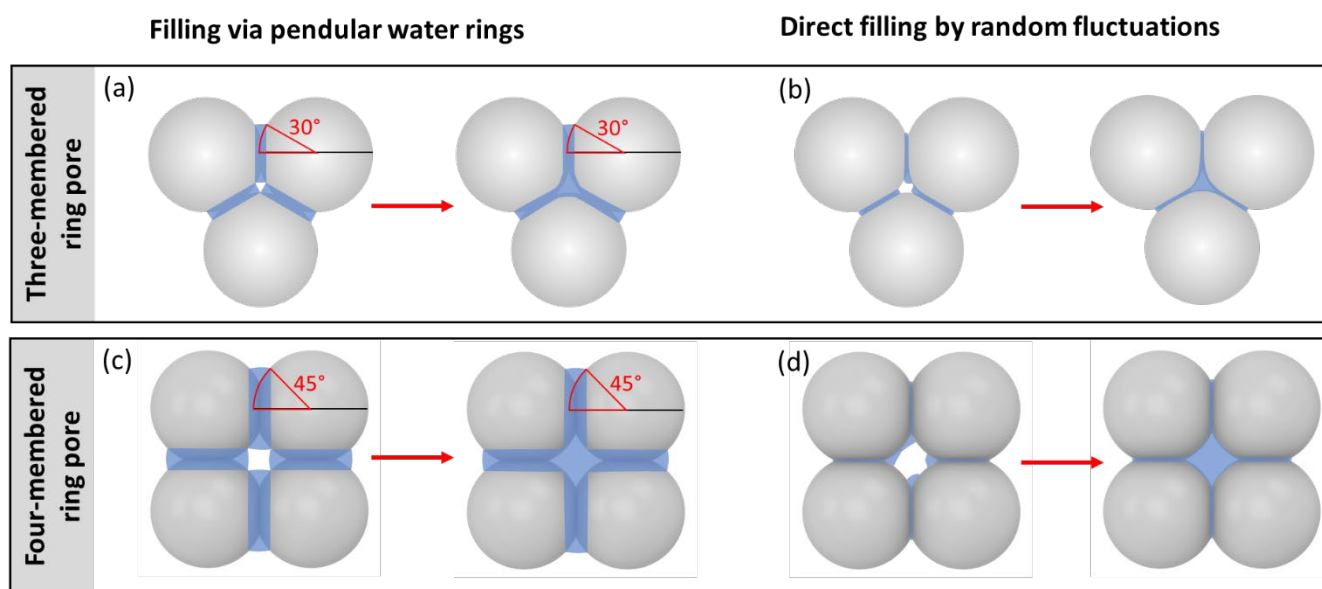 Filling via pendular water rings
Direct filling by random fluctuations
Three-membered
ring pore
(a)
30°
30°
(b)
Four-membered
ring pore
(c)
45°
45°
(d)